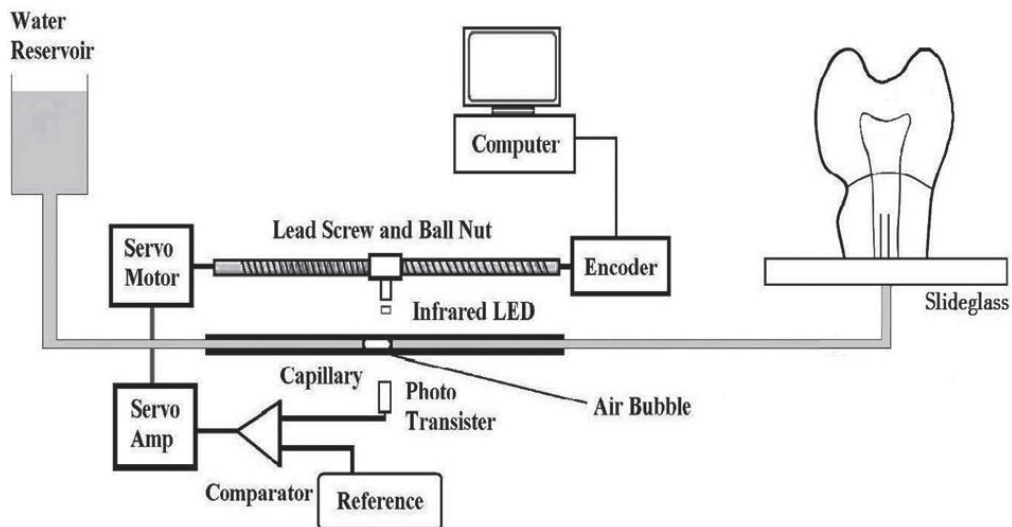 Water
Reservoir
Computer
Lead Screw and Ball Nut
Servo
Motor
Encoder
Infrared LED
Slideglass
Capillary
Photo
Transister
Air Bubble
Servo
Amp
Comparator
Reference